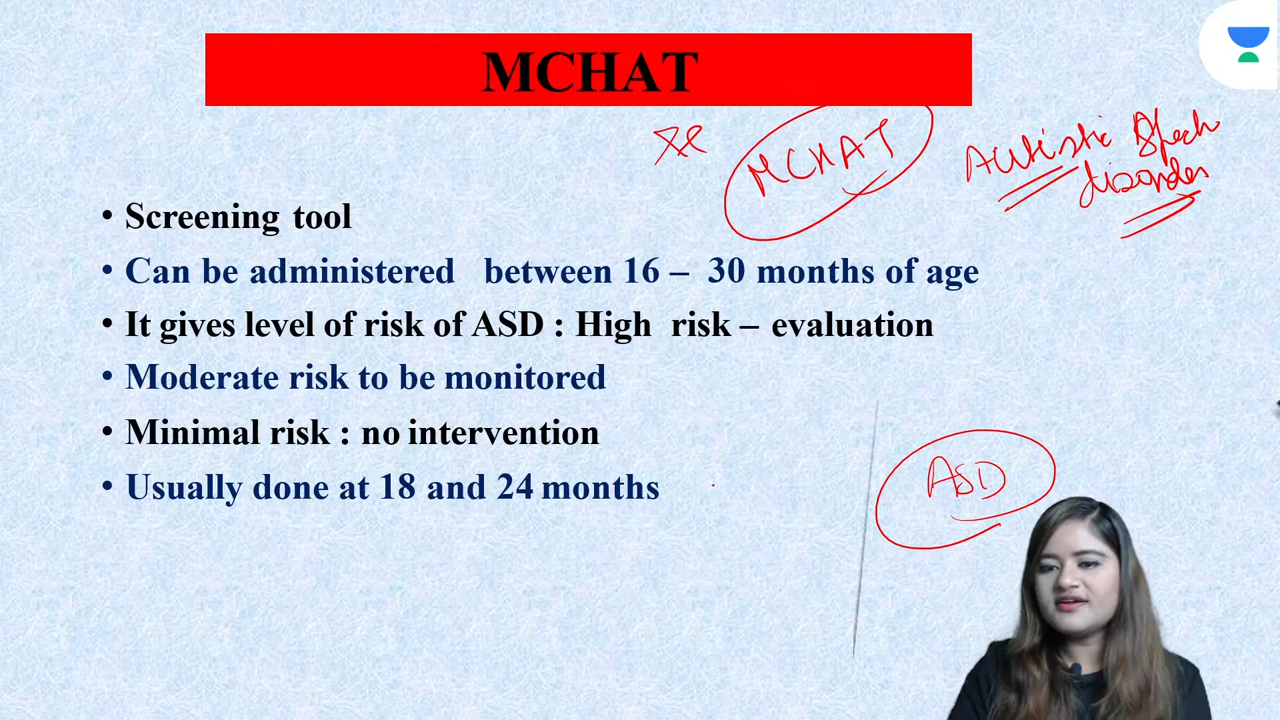 MCHAT
MCHAT
Autistic
disorder
• Screening tool
• Can be administered between 16 – 30 months of age
• It gives level of risk of ASD : High risk – evaluation
• Moderate risk to be monitored
• Minimal risk : no intervention
• Usually done at 18 and 24 months
ASD